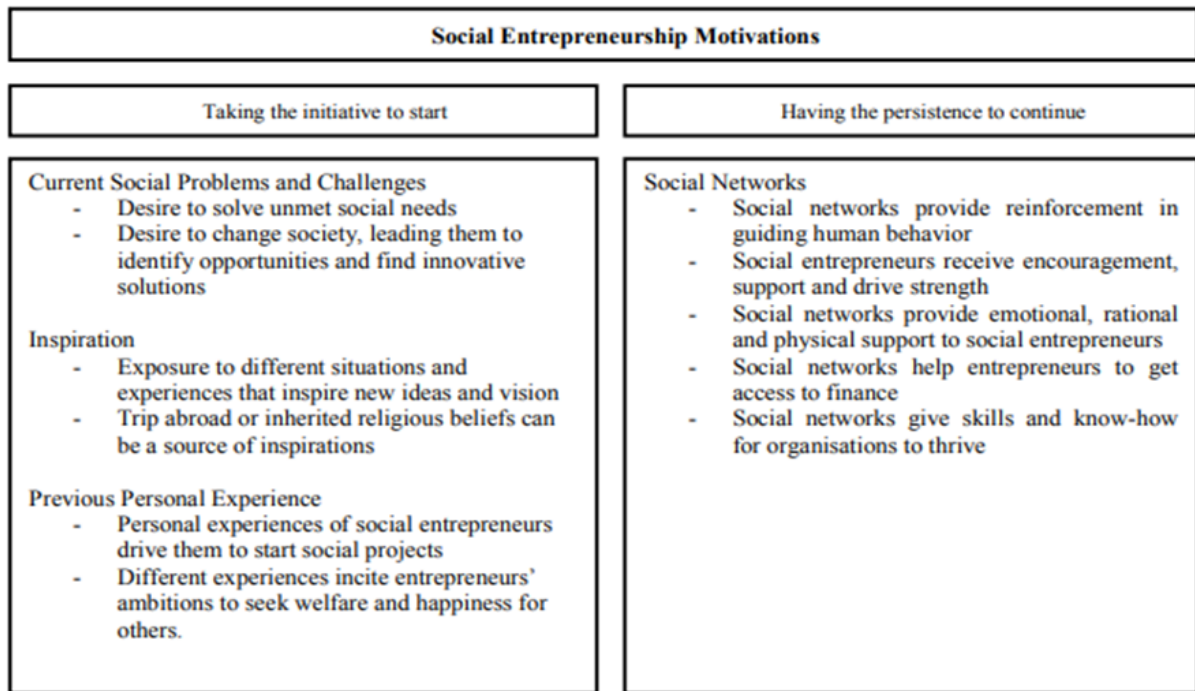 Social Entrepreneurship Motivations
Taking the initiative to start
Having the persistence to continue
Current Social Problems and Challenges
- Desire to solve unmet social needs
- Desire to change society, leading them to
identify opportunities and find innovative
solutions
Inspiration
- Exposure to different situations and
experiences that inspire new ideas and vision
- Trip abroad or inherited religious beliefs can
be a source of inspirations
Previous Personal Experience
- Personal experiences of social entrepreneurs
drive them to start social projects
- Different experiences incite entrepreneurs’
ambitions to seek welfare and happiness for
others.
Social Networks
- Social networks provide reinforcement in
guiding human behavior
- Social entrepreneurs receive encouragement,
support and drive strength
- Social networks provide emotional, rational
and physical support to social entrepreneurs
- Social networks help entrepreneurs to get
access to finance
- Social networks give skills and know-how
for organisations to thrive